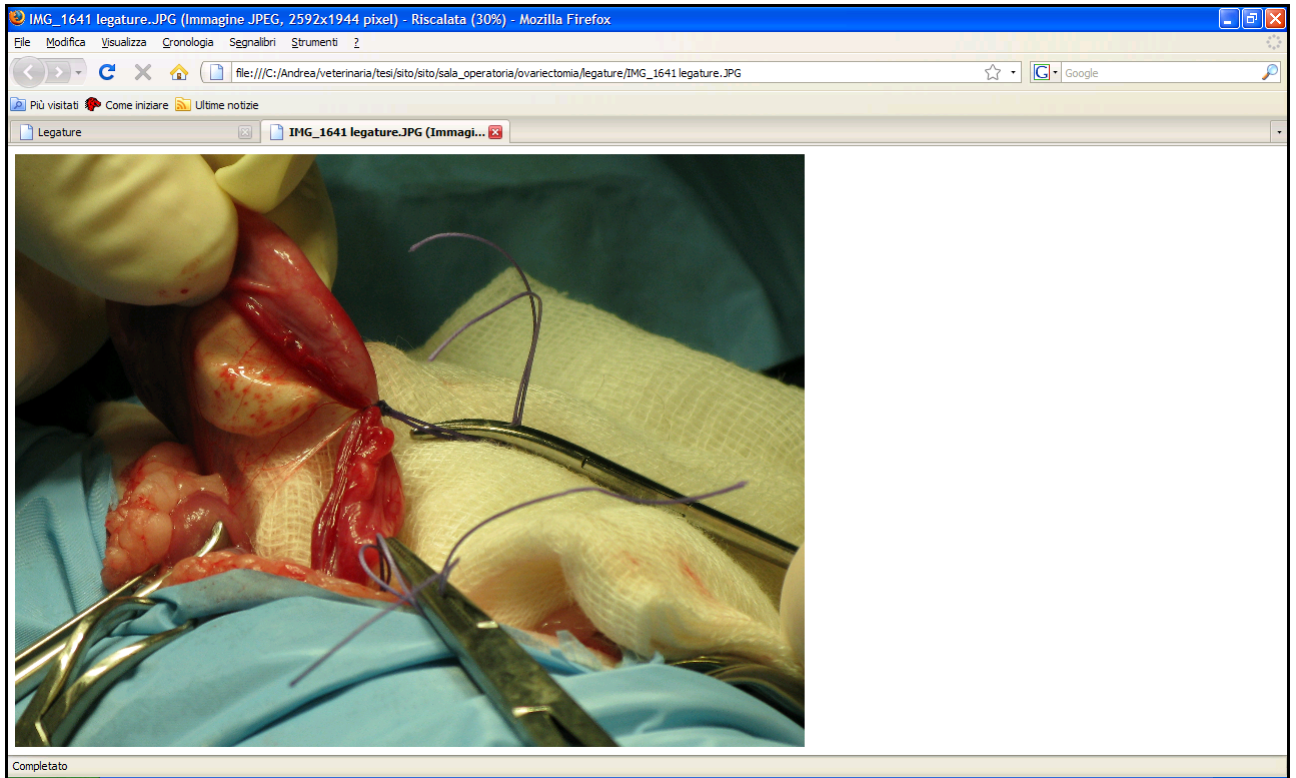 IMG_1641 legature.JPG (Immagine JPEG, 2592x1944 pixel) - Riscalata (30%) - Mozilla Firefox
File Modifica Visualizza Cronologia Segnalibri Strumenti ?
file:///C:/Andrea/veterinaria/tesi/sito/sito/sala_operatoria/ovariectomia/legature/IMG_1641 legature.JPG G Google
Più visitati Come iniziare Ultime notizie
Legature IMG_1641 legature.JPG (Immagi...
Completato